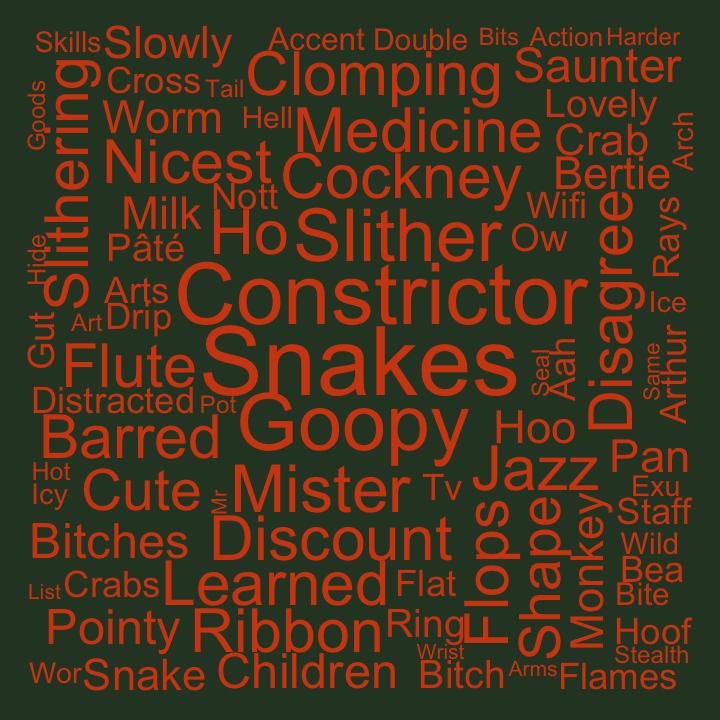 Skills Slowly Accent Double Bits Action Harder
Goods Slithering Cross Tail Clomping Saunter
Worm Hell Medicine Lovely Crab Arch
Nicest Cockney Bertie
Milk Nott Wifi
Hide Pâté Ho Slither Ow Disagree Rays
Arts Constrictor Ice
Gut Art Drip
Flute Snakes Seal Aah Same Arthur
Distracted Pot Goopy
Barred Hoo
Hot Cute Mister Tv Jazz Pan
Icy Mr Exu
Bitches Discount Flops Shape Monkey Staff
Wild
List Crabs Learned Flat Bea
Bite
Pointy Ribbon Ring Hoof
Wrist Stealth
Wor Snake Children Bitch Arms Flames